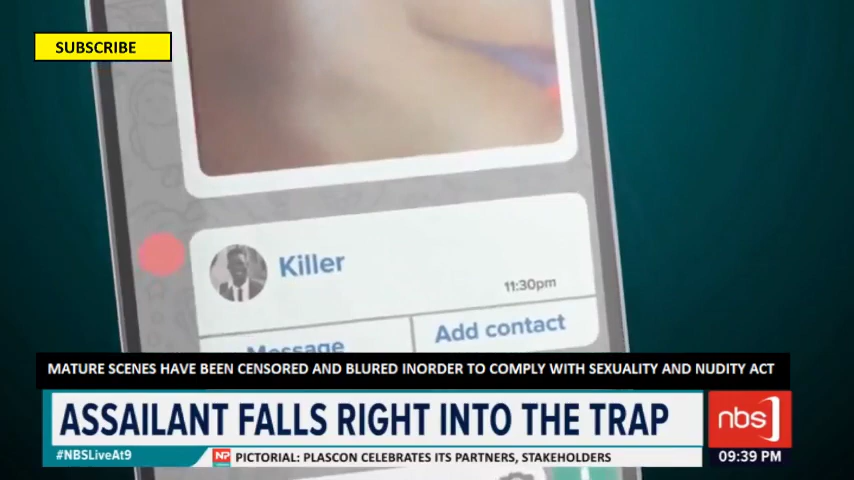 SUBSCRIBE
Killer
11:30pm
Message
Add contact
MATURE SCENES HAVE BEEN CENSORED AND BLURED INORDER TO COMPLY WITH SEXUALITY AND NUDITY ACT
ASSAILANT FALLS RIGHT INTO THE TRAP
nbs
#NBSLiveAt9
NP
PICTORIAL: PLASCON CELEBRATES ITS PARTNERS, STAKEHOLDERS
09:39 PM